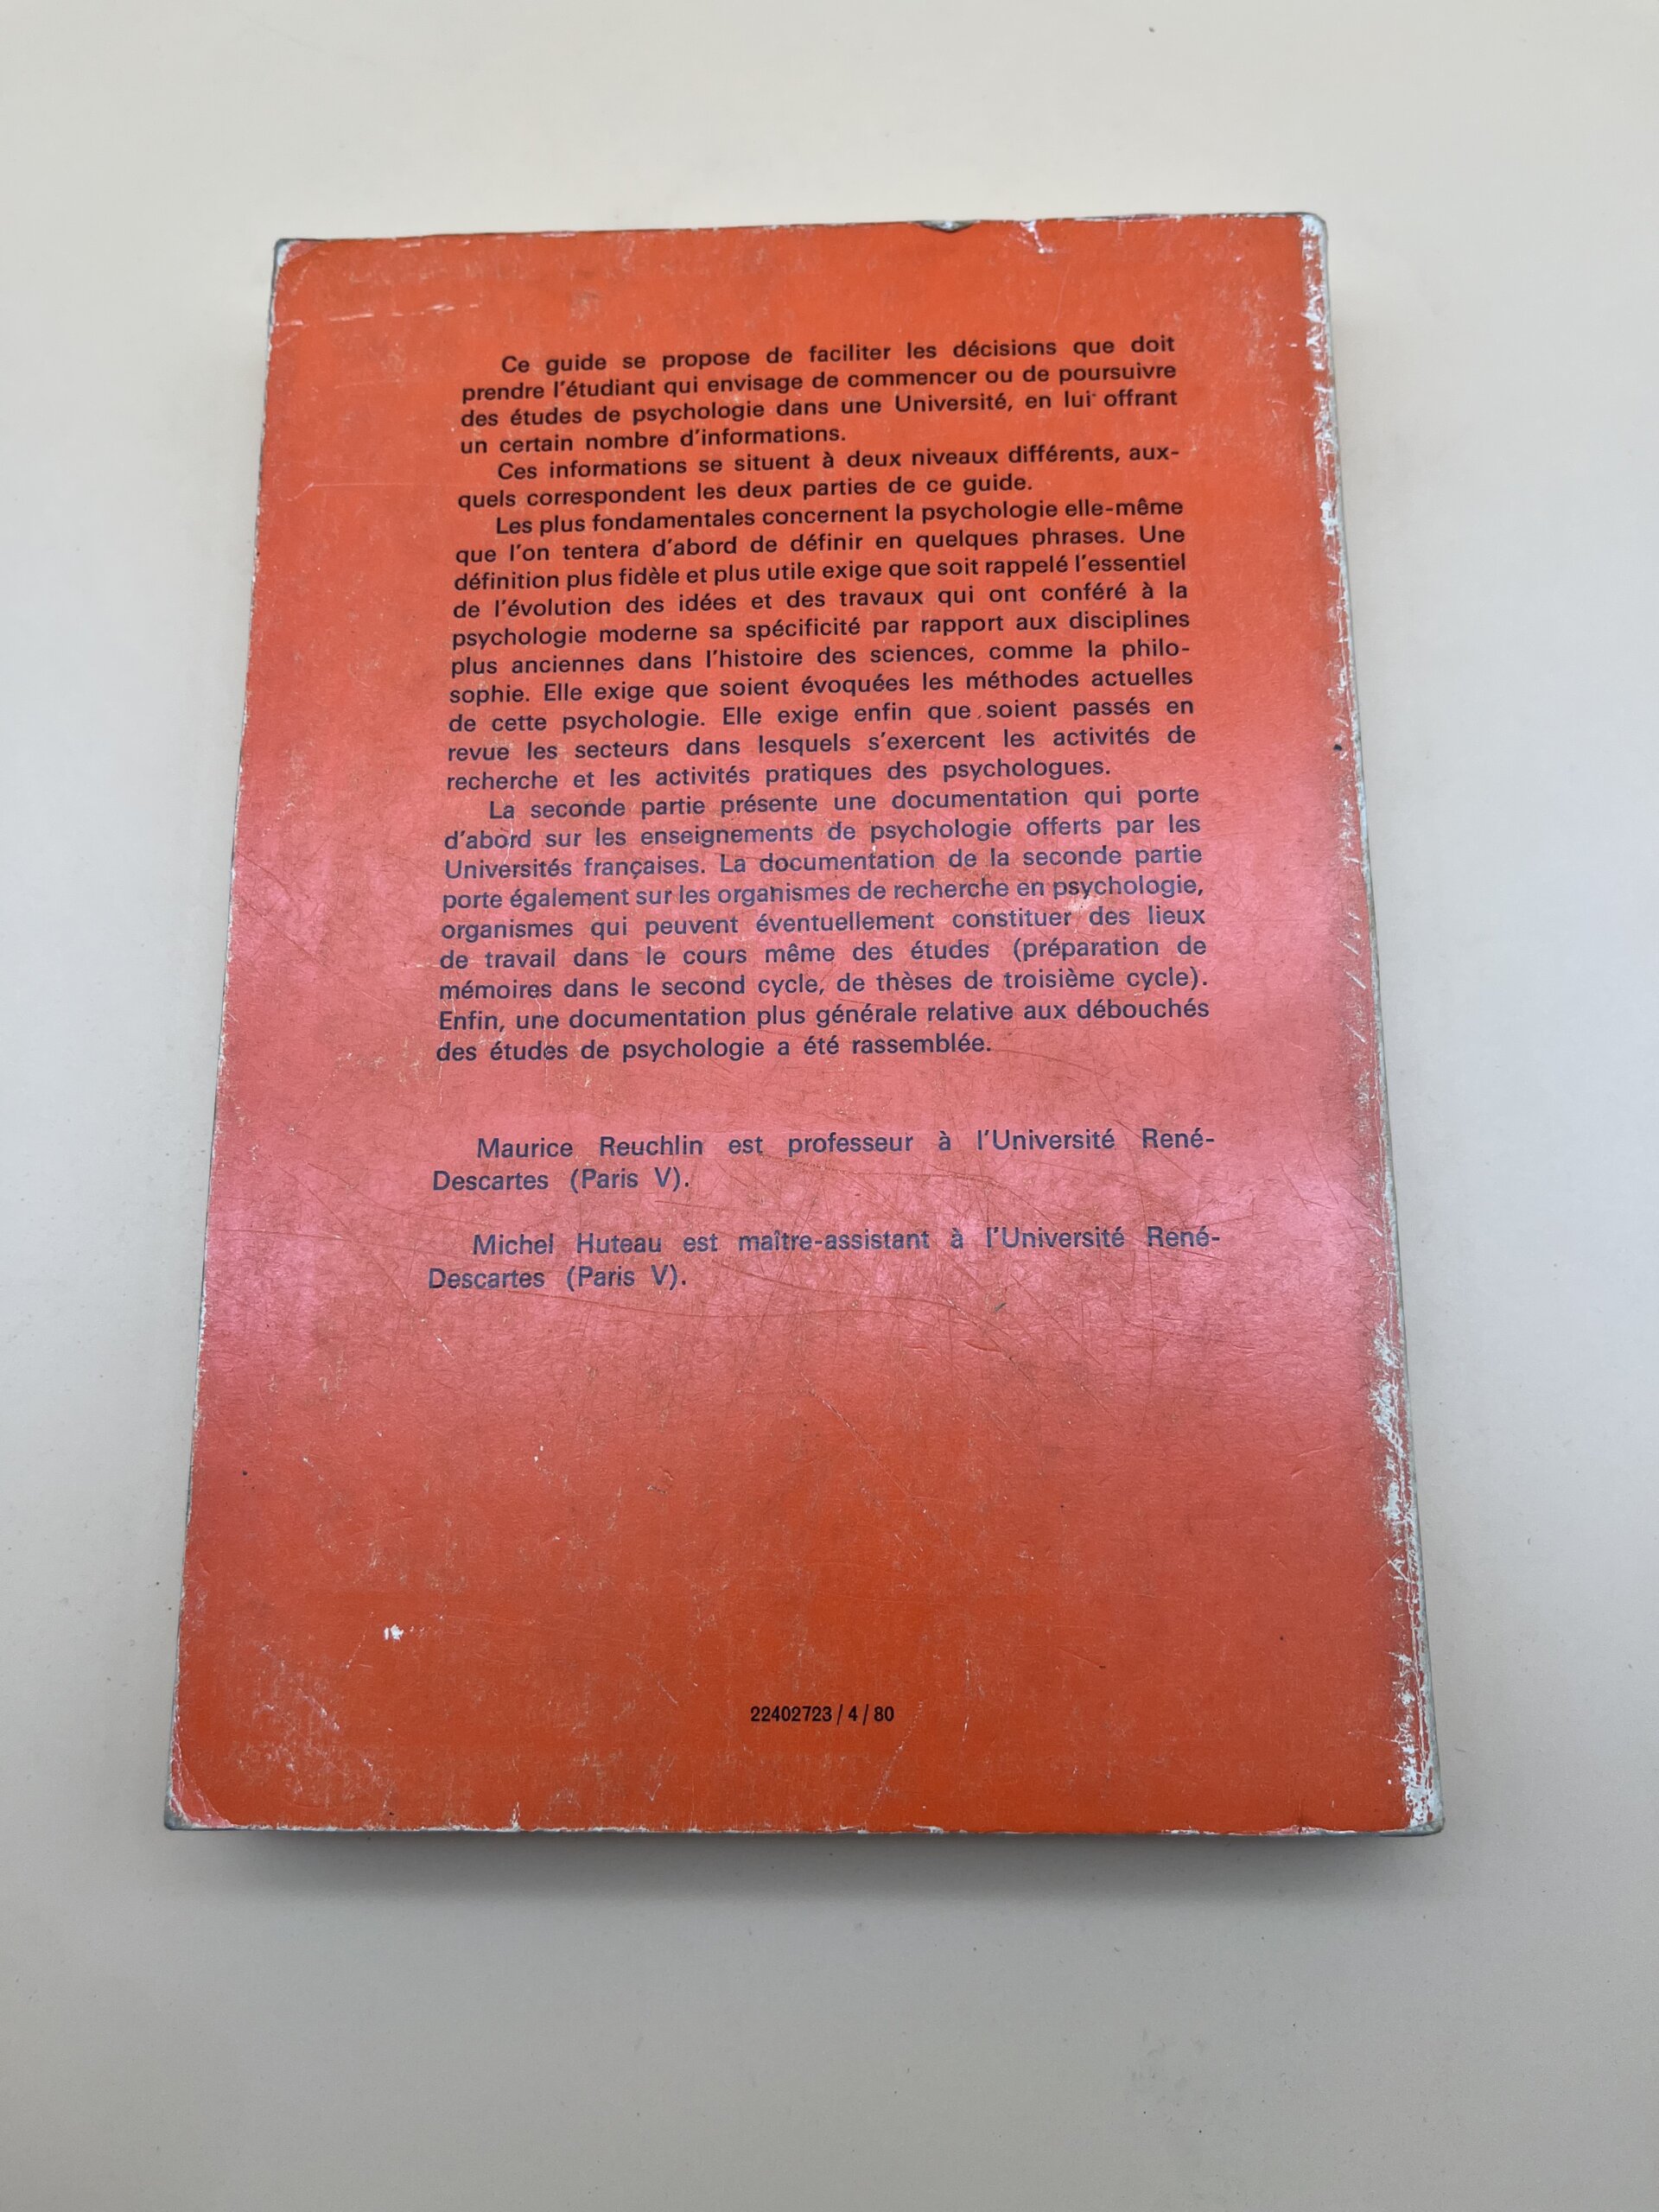 Ce guide se propose de faciliter les décisions que doit
prendre l'étudiant qui envisage de commencer ou de poursuivre
des études de psychologie dans une Université, en lui offrant
un certain nombre d'informations.
Ces informations se situent à deux niveaux différents, aux-
quels correspondent les deux parties de ce guide.
Les plus fondamentales concernent la psychologie elle-même
que l'on tentera d'abord de définir en quelques phrases. Une
définition plus fidèle et plus utile exige que soit rappelé l'essentiel
de l'évolution des idées et des travaux qui ont conféré à la
psychologie moderne sa spécificité par rapport aux disciplines
plus anciennes dans l'histoire des sciences, comme la philo-
sophie. Elle exige que soient évoquées les méthodes actuelles
de cette psychologie. Elle exige enfin que soient passés en
revue les secteurs dans lesquels s'exercent les activités de
recherche et les activités pratiques des psychologues.
La seconde partie présente une documentation qui porte
d'abord sur les enseignements de psychologie offerts par les
Universités françaises. La documentation de la seconde partie
porte également sur les organismes de recherche en psychologie,
organismes qui peuvent éventuellement constituer des lieux
de travail dans le cours même des études (préparation de
mémoires dans le second cycle, de thèses de troisième cycle).
Enfin, une documentation plus générale relative aux débouchés
des études de psychologie a été rassemblée.
Maurice Reuchlin est professeur à l'Université René-
Descartes (Paris V).
Michel Huteau est maître-assistant à l'Université René-
Descartes (Paris V).
22402723 / 4 / 80